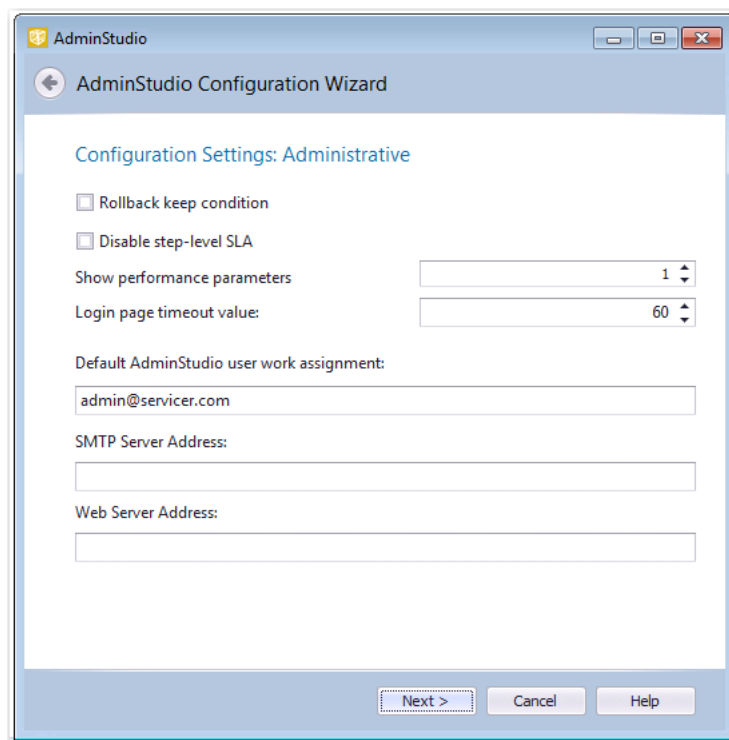 AdminStudio
AdminStudio Configuration Wizard
Configuration Settings: Administrative
Rollback keep condition
Disable step-level SLA
Show performance parameters 1
Login page timeout value: 60
Default AdminStudio user work assignment:
admin@servicer.com
SMTP Server Address:
Web Server Address:
Next > Cancel Help